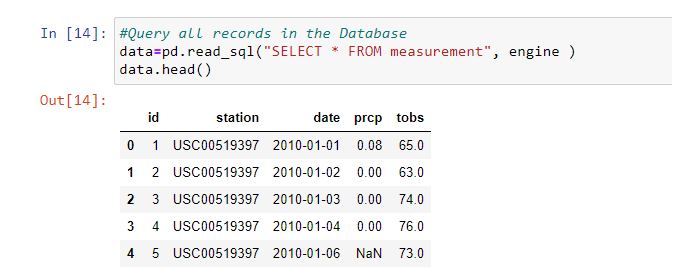 In [14]: #Query all records in the Database
data=pd.read_sql("SELECT * FROM measurement", engine )
data.head()
Out[14]:
id station date prcp tobs
0 1 USC00519397 2010-01-01 0.08 65.0
1 2 USC00519397 2010-01-02 0.00 63.0
2 3 USC00519397 2010-01-03 0.00 74.0
3 4 USC00519397 2010-01-04 0.00 76.0
4 5 USC00519397 2010-01-06 NaN 73.0